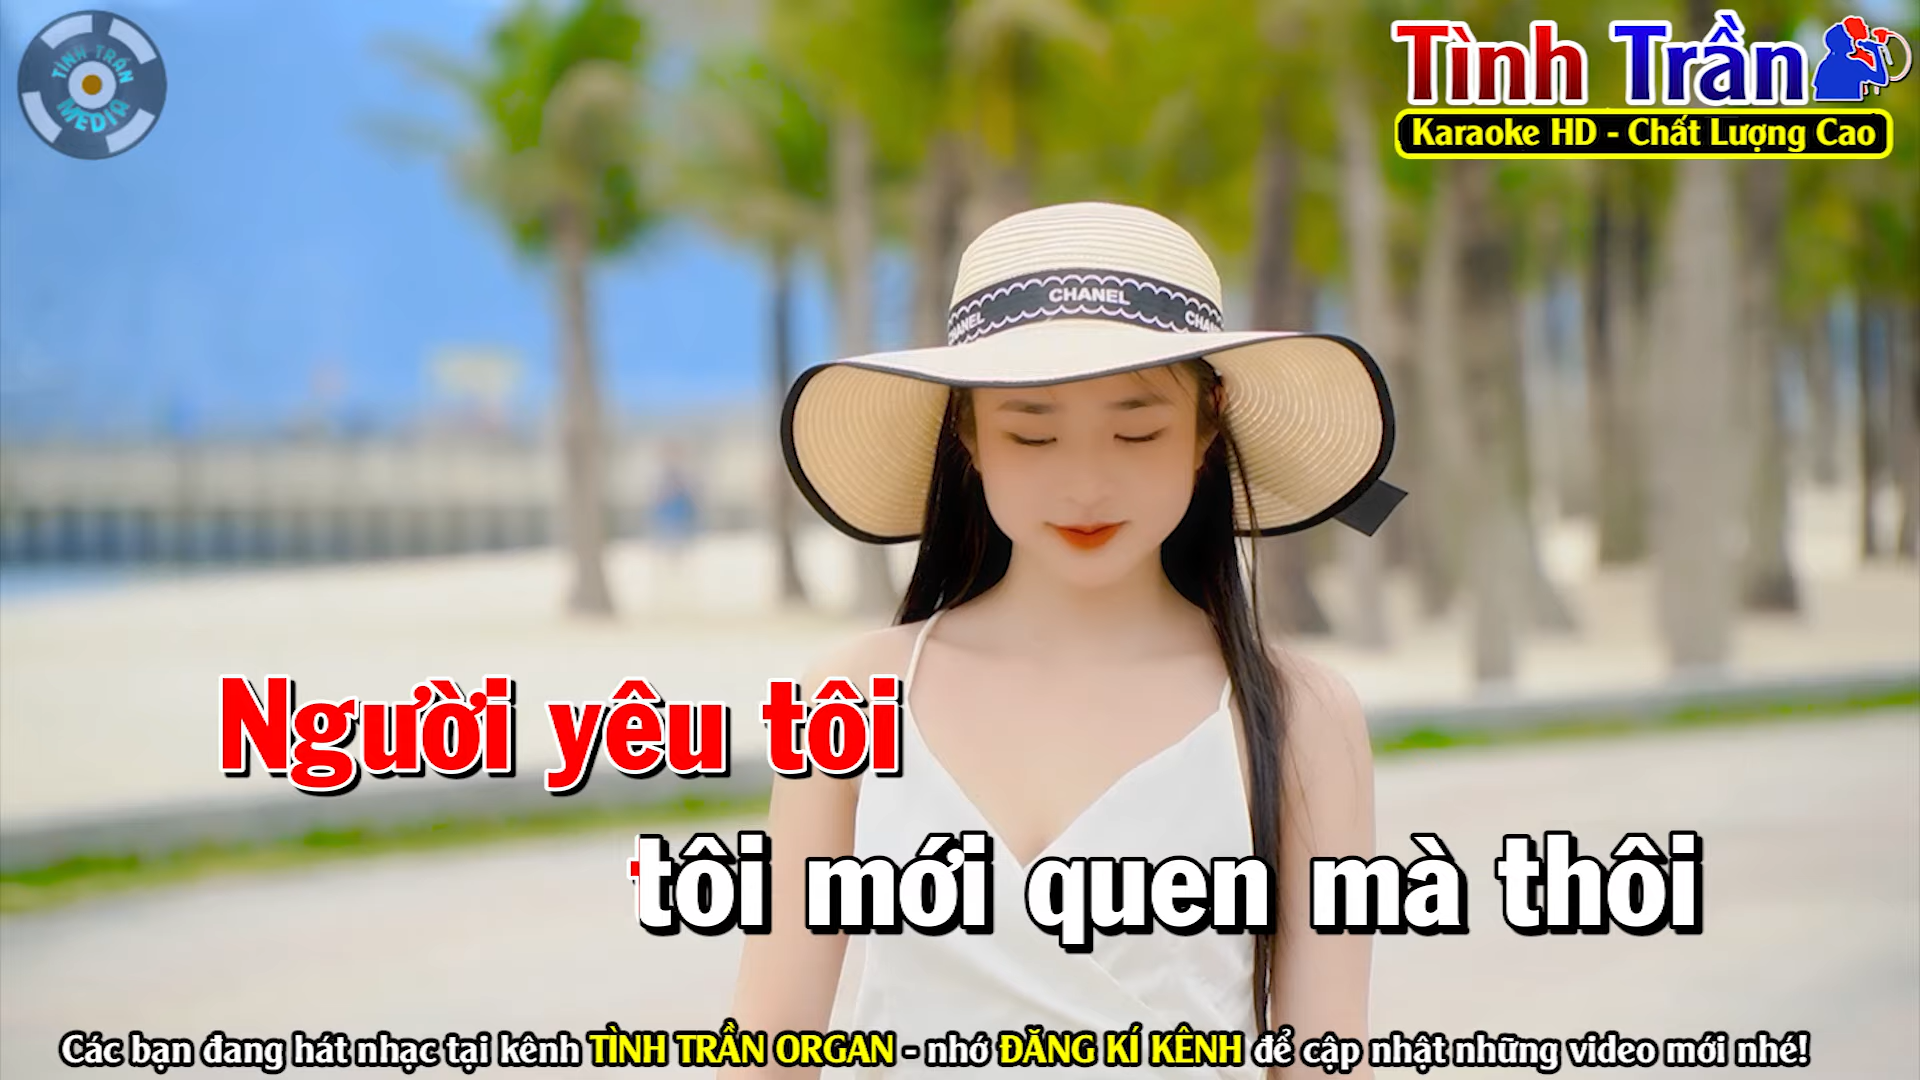 TÌNH TRẦN
MEDIA
Tình Trần
Karaoke HD - Chất Lượng Cao
CHANEL
Người yêu tôi
tôi mới quen mà thôi
Các bạn đang hát nhạc tại kênh TÌNH TRẦN ORGAN - nhớ ĐĂNG KÍ KÊNH để cập nhật những video mới nhé!